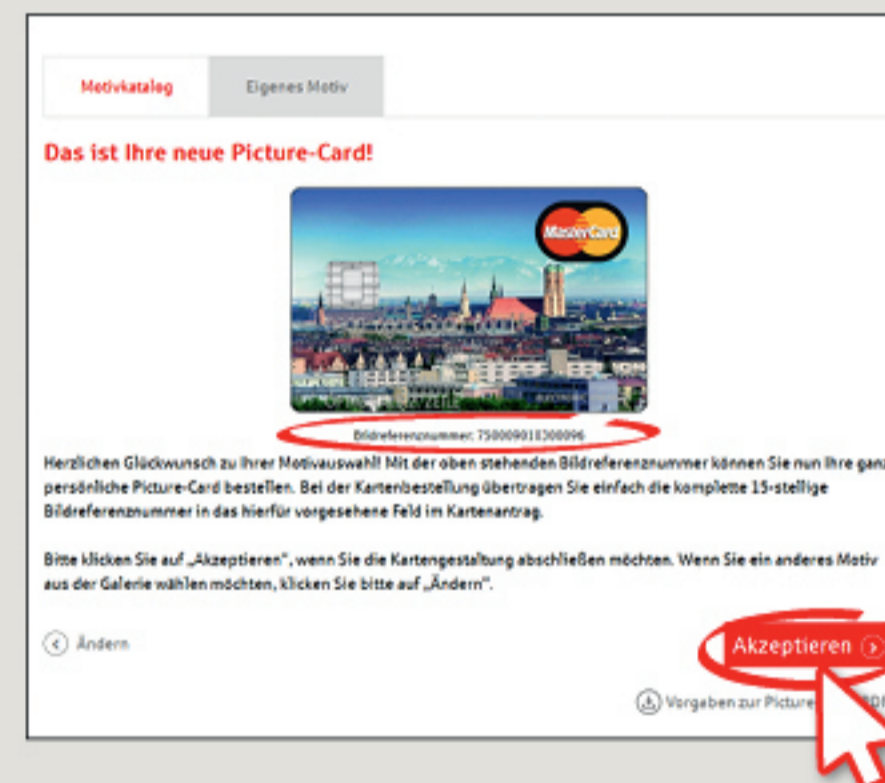 Motivkatalog
Eigenes Motiv
Das ist Ihre neue Picture-Card!
MasterCard
Bildreferenznummer: 750009010300096
Herzlichen Glückwunsch zu Ihrer Motivauswahl! Mit der oben stehenden Bildreferenznummer können Sie nun Ihre ganz
persönliche Picture-Card bestellen. Bei der Kartenbestellung übertragen Sie einfach die komplette 15-stellige
Bildreferenznummer in das hierfür vorgesehene Feld im Kartenantrag.
Bitte klicken Sie auf „Akzeptieren“, wenn Sie die Kartengestaltung abschließen möchten. Wenn Sie ein anderes Motiv
aus der Galerie wählen möchten, klicken Sie bitte auf „Ändern“.
Ändern
Akzeptieren
Vorgaben zur Picture